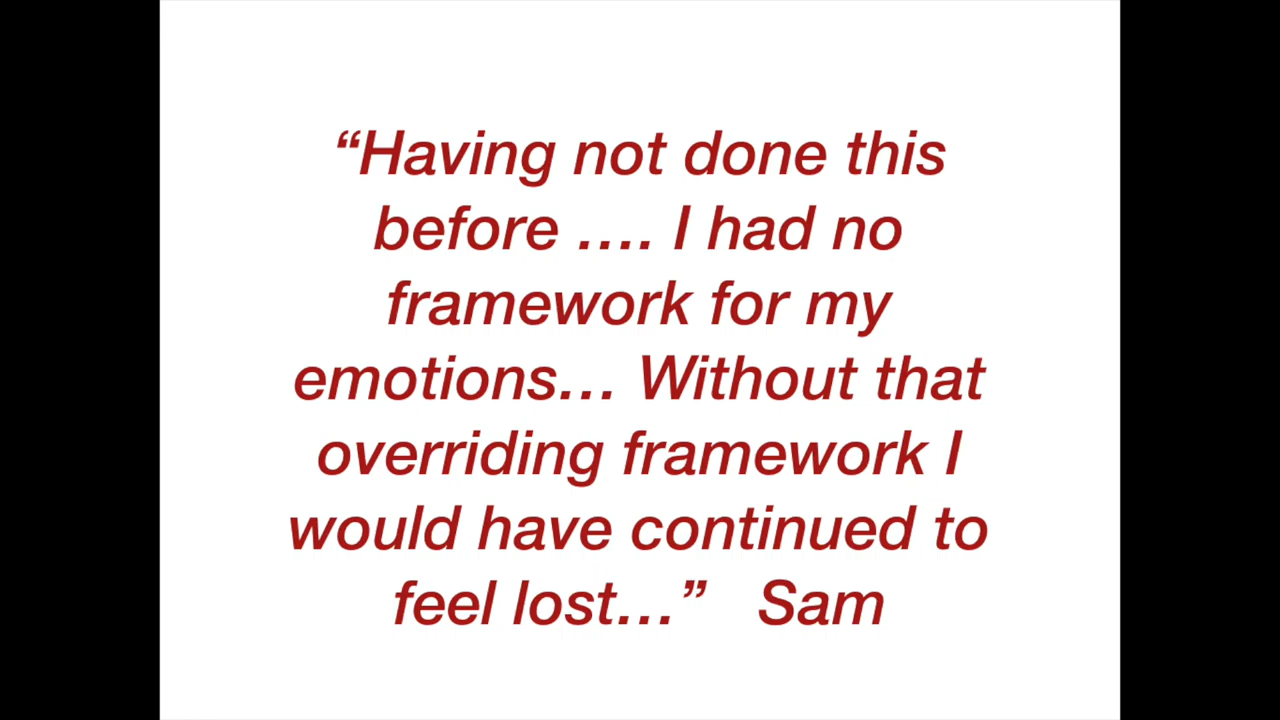 “Having not done this
before .... I had no
framework for my
emotions... Without that
overriding framework I
would have continued to
feel lost...” Sam